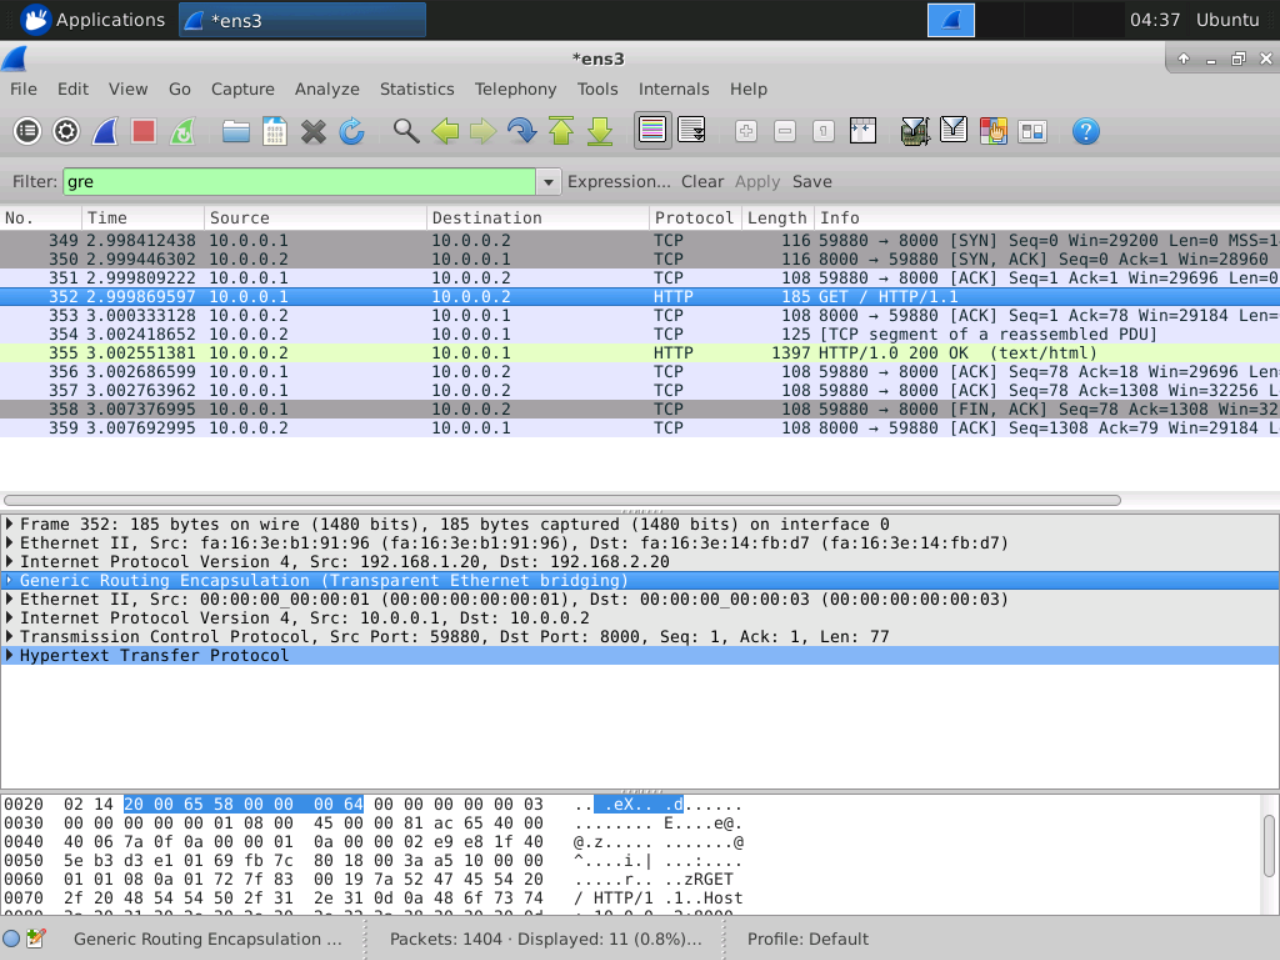 Applications
*ens3
04:37 Ubuntu
*ens3
File Edit View Go Capture Analyze Statistics Telephony Tools Internals Help
Filter: gre Expression... Clear Apply Save
No. Time Source Destination Protocol Length Info
349 2.998412438 10.0.0.1 10.0.0.2 TCP 116 59880 → 8000 [SYN] Seq=0 Win=29200 Len=0 MSS=1
350 2.999446302 10.0.0.2 10.0.0.1 TCP 116 8000 → 59880 [SYN, ACK] Seq=0 Ack=1 Win=28960
351 2.999809222 10.0.0.1 10.0.0.2 TCP 108 59880 → 8000 [ACK] Seq=1 Ack=1 Win=29696 Len=0
352 2.999869597 10.0.0.1 10.0.0.2 HTTP 185 GET / HTTP/1.1
353 3.000333128 10.0.0.2 10.0.0.1 TCP 108 8000 → 59880 [ACK] Seq=1 Ack=78 Win=29184 Len=
354 3.002418652 10.0.0.2 10.0.0.1 TCP 125 [TCP segment of a reassembled PDU]
355 3.002551381 10.0.0.2 10.0.0.1 HTTP 1397 HTTP/1.0 200 OK (text/html)
356 3.002686599 10.0.0.1 10.0.0.2 TCP 108 59880 → 8000 [ACK] Seq=78 Ack=18 Win=29696 Len
357 3.002763962 10.0.0.1 10.0.0.2 TCP 108 59880 → 8000 [ACK] Seq=78 Ack=1308 Win=32256 L
358 3.007376995 10.0.0.1 10.0.0.2 TCP 108 59880 → 8000 [FIN, ACK] Seq=78 Ack=1308 Win=32
359 3.007692995 10.0.0.2 10.0.0.1 TCP 108 8000 → 59880 [ACK] Seq=1308 Ack=79 Win=29184 L
Frame 352: 185 bytes on wire (1480 bits), 185 bytes captured (1480 bits) on interface 0
Ethernet II, Src: fa:16:3e:b1:91:96 (fa:16:3e:b1:91:96), Dst: fa:16:3e:14:fb:d7 (fa:16:3e:14:fb:d7)
Internet Protocol Version 4, Src: 192.168.1.20, Dst: 192.168.2.20
Generic Routing Encapsulation (Transparent Ethernet bridging)
Ethernet II, Src: 00:00:00_00:00:01 (00:00:00:00:00:01), Dst: 00:00:00_00:00:03 (00:00:00:00:00:03)
Internet Protocol Version 4, Src: 10.0.0.1, Dst: 10.0.0.2
Transmission Control Protocol, Src Port: 59880, Dst Port: 8000, Seq: 1, Ack: 1, Len: 77
Hypertext Transfer Protocol
0020 02 14 20 00 65 58 00 00 00 64 00 00 00 00 00 03 .. .eX.. .d......
0030 00 00 00 00 00 01 08 00 45 00 00 81 ac 65 40 00 ........ E....e@.
0040 40 06 7a 0f 0a 00 00 01 0a 00 00 02 e9 e8 1f 40 @.z..... .......@
0050 5e b3 d3 e1 01 69 fb 7c 80 18 00 3a a5 10 00 00 ^....i.| ...:....
0060 01 01 08 0a 01 72 7f 83 00 19 7a 52 47 45 54 20 .....r.. ..zRGET
0070 2f 20 48 54 54 50 2f 31 2e 31 0d 0a 48 6f 73 74 / HTTP/1 .1..Host
Generic Routing Encapsulation ... Packets: 1404 · Displayed: 11 (0.8%)... Profile: Default